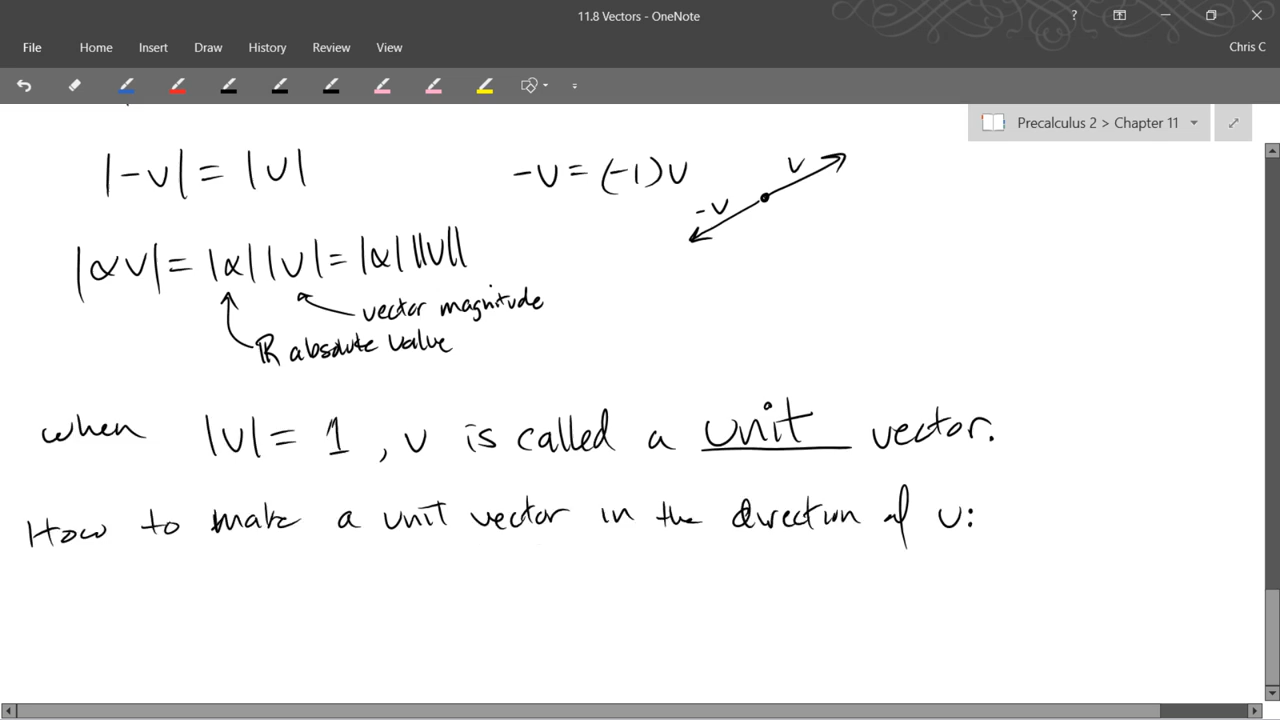 11.8 Vectors - OneNote
?
File Home Insert Draw History Review View
Chris C
Precalculus 2 > Chapter 11
|-v| = |v|
-v = (-1)v
v
-v
|αv| = |α||v| = |α|‖v‖
vector magnitude
ℝ absolute value
when |v| = 1, v is called a unit vector.
How to make a unit vector in the direction of v: